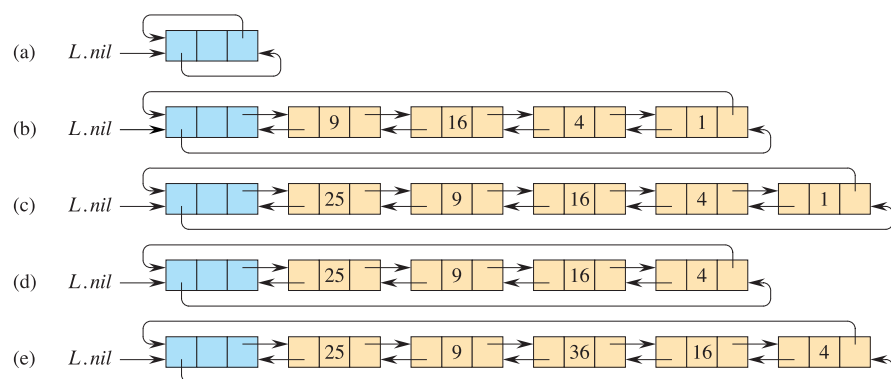 (a) L.nil
(b) L.nil 9 16 4 1
(c) L.nil 25 9 16 4 1
(d) L.nil 25 9 16 4
(e) L.nil 25 9 36 16 4